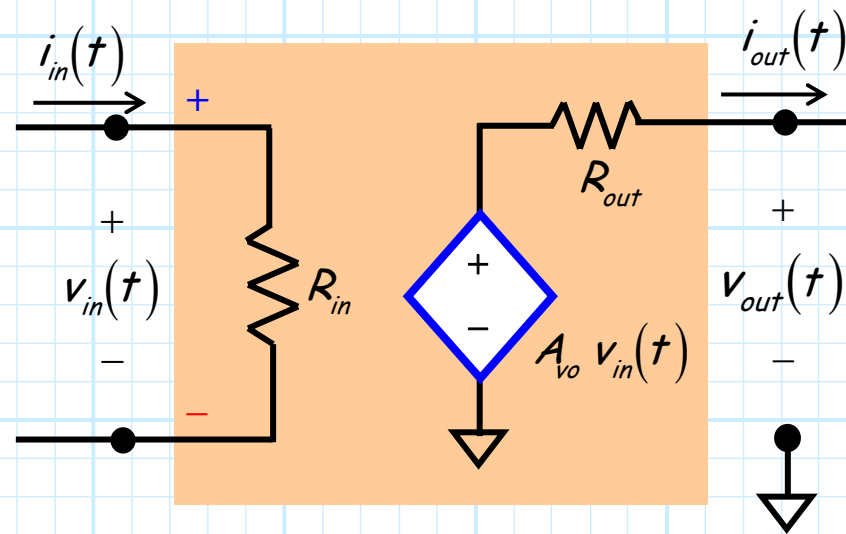 i_in(t)
i_out(t)
+
R_out
+
+
+
v_in(t)
R_in
v_out(t)
−
A_vo v_in(t)
−
−
−